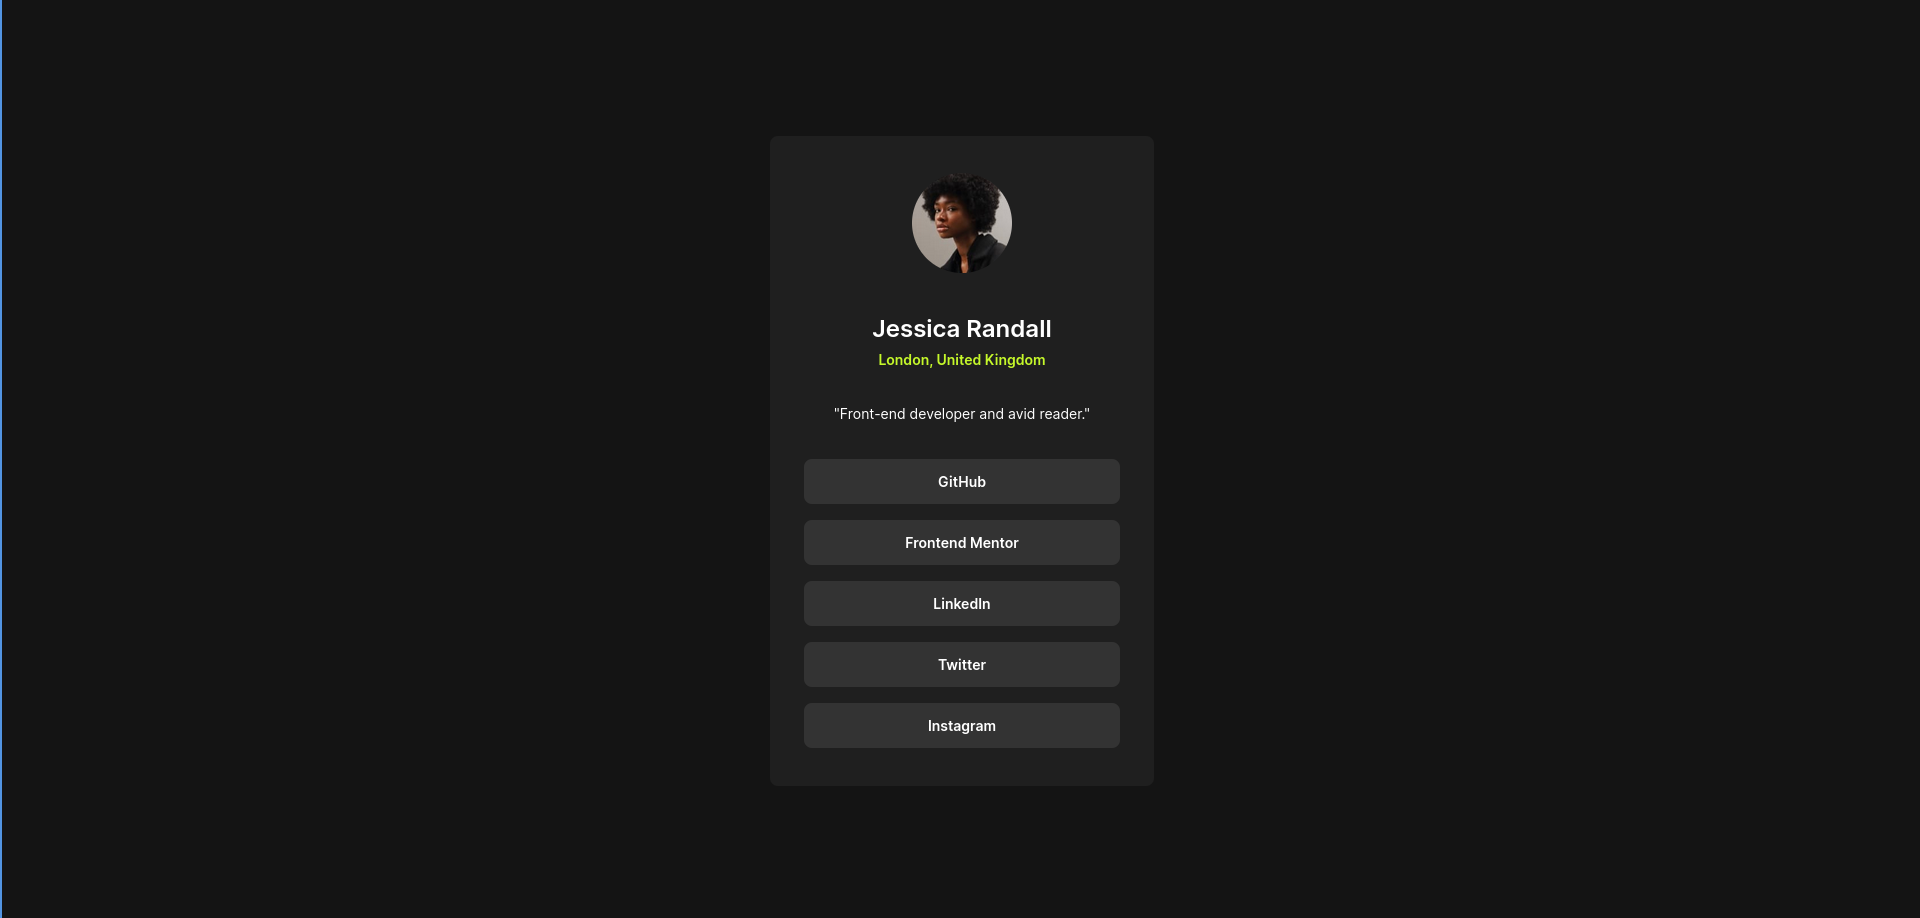 Jessica Randall
London, United Kingdom
"Front-end developer and avid reader."
GitHub
Frontend Mentor
LinkedIn
Twitter
Instagram